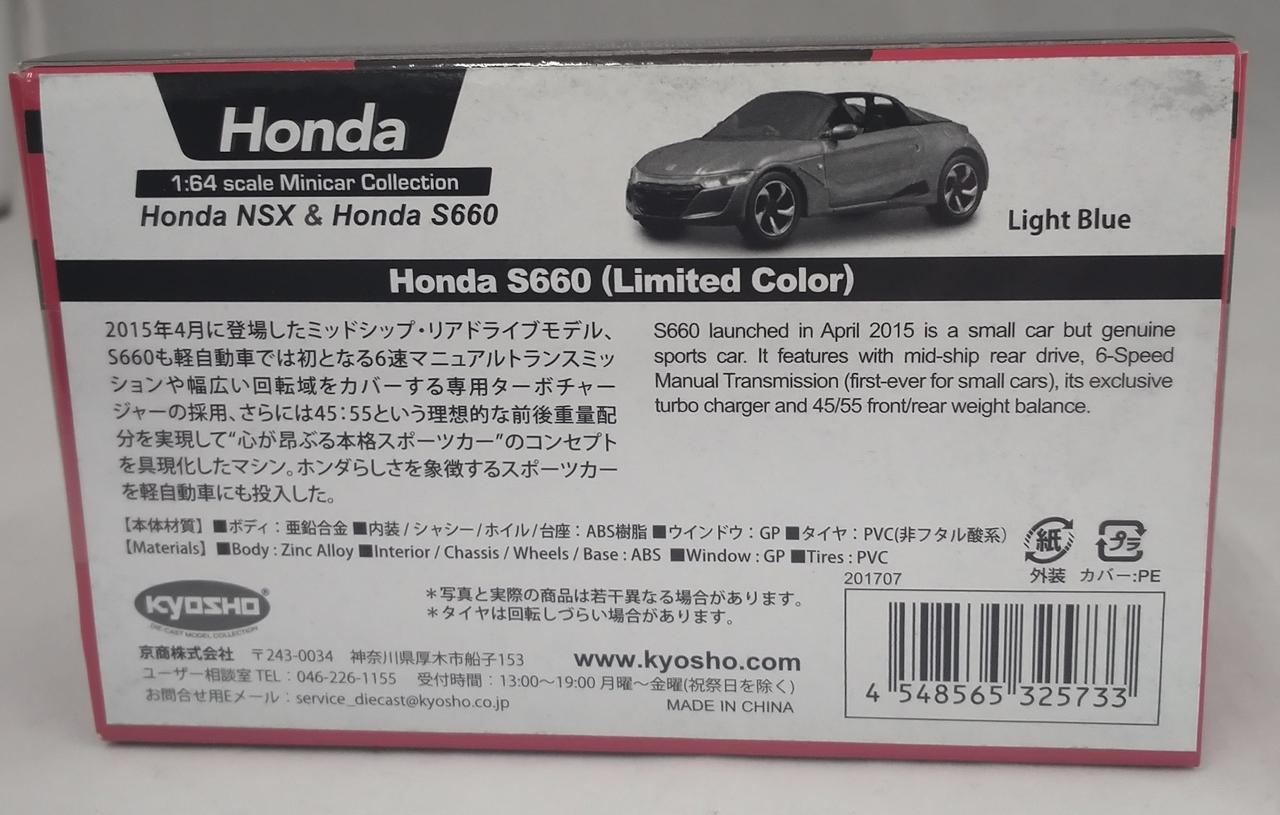 Honda
1:64 scale Minicar Collection
Honda NSX & Honda S660
Light Blue
Honda S660 (Limited Color)
2015年4月に登場したミッドシップ・リアドライブモデル、
S660も軽自動車では初となる6速マニュアルトランスミッ
ションや幅広い回転域をカバーする専用ターボチャー
ジャーの採用、さらには45：55という理想的な前後重量配
分を実現して“心が昂ぶる本格スポーツカー”のコンセプト
を具現化したマシン。ホンダらしさを象徴するスポーツカー
を軽自動車にも投入した。
S660 launched in April 2015 is a small car but genuine
sports car. It features with mid-ship rear drive, 6-Speed
Manual Transmission (first-ever for small cars), its exclusive
turbo charger and 45/55 front/rear weight balance.
【本体材質】 ■ボディ：亜鉛合金 ■内装 / シャシー / ホイル / 台座：ABS樹脂 ■ウインドウ：GP ■タイヤ：PVC(非フタル酸系)
【Materials】 ■Body : Zinc Alloy ■Interior / Chassis / Wheels / Base : ABS ■Window : GP ■Tires : PVC
紙
外装
プラ
カバー:PE
KYOSHO®
DIE-CAST MODEL COLLECTION
＊写真と実際の商品は若干異なる場合があります。
＊タイヤは回転しづらい場合があります。
201707
京商株式会社 〒243-0034 神奈川県厚木市船子153
www.kyosho.com
ユーザー相談室 TEL：046-226-1155 受付時間：13:00〜19:00 月曜〜金曜(祝祭日を除く)
お問合せ用Eメール：service_diecast@kyosho.co.jp
MADE IN CHINA
4 548565 325733